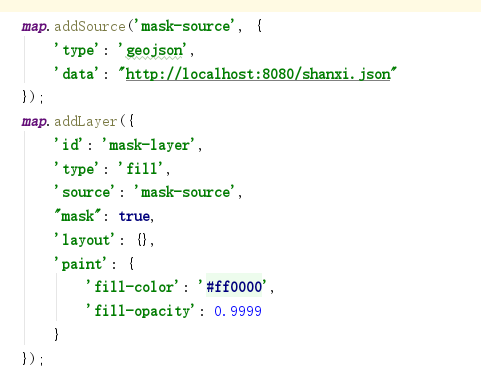 map.addSource('mask-source', {
    'type': 'geojson',
    'data': "http://localhost:8080/shanxi.json"
});
map.addLayer({
    'id': 'mask-layer',
    'type': 'fill',
    'source': 'mask-source',
    "mask": true,
    'layout': {},
    'paint': {
        'fill-color': '#ff0000',
        'fill-opacity': 0.9999
    }
});